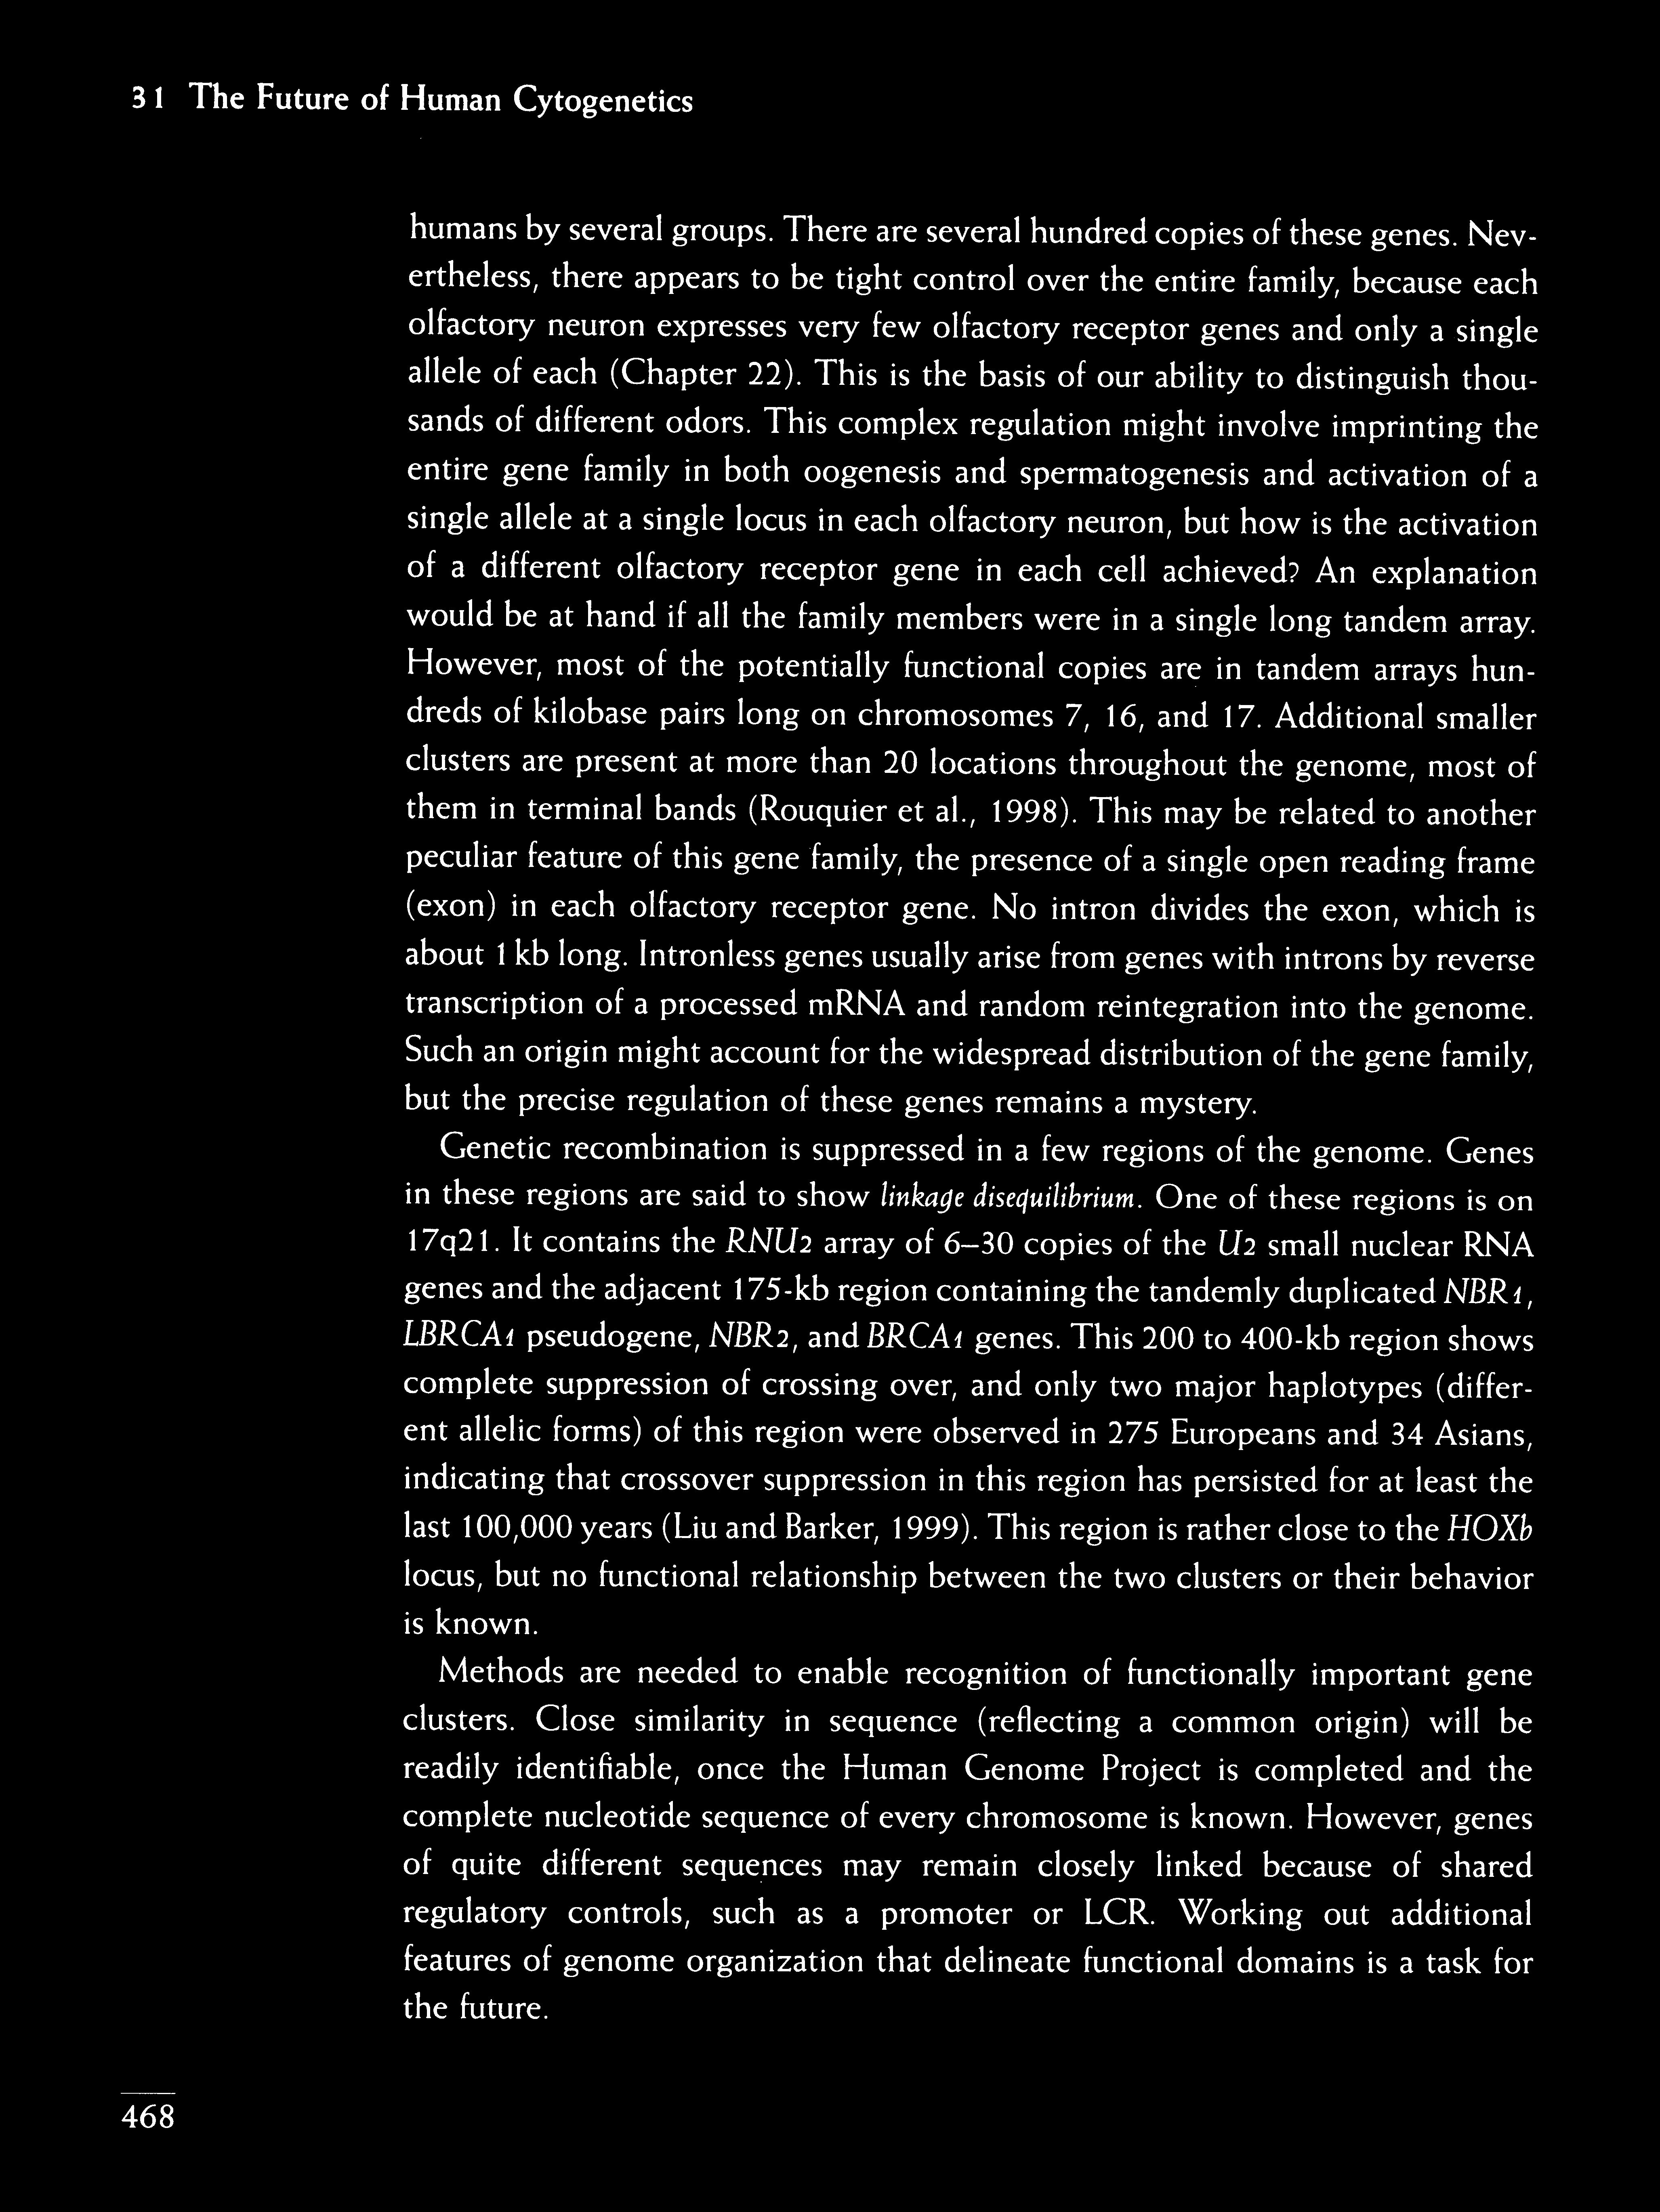 31 The Future of Human Cytogenetics
humans by several groups. There are several hundred copies of these genes. Nev-
ertheless, there appears to be tight control over the entire family, because each
olfactory neuron expresses very few olfactory receptor genes and only a single
allele of each (Chapter 22). This is the basis of our ability to distinguish thou-
sands of different odors. This complex regulation might involve imprinting the
entire gene family in both oogenesis and spermatogenesis and activation of a
single allele at a single locus in each olfactory neuron, but how is the activation
of a different olfactory receptor gene in each cell achieved? An explanation
would be at hand if all the family members were in a single long tandem array.
However, most of the potentially functional copies are in tandem arrays hun-
dreds of kilobase pairs long on chromosomes 7, 16, and 17. Additional smaller
clusters are present at more than 20 locations throughout the genome, most of
them in terminal bands (Rouquier et al., 1998). This may be related to another
peculiar feature of this gene family, the presence of a single open reading frame
(exon) in each olfactory receptor gene. No intron divides the exon, which is
about 1 kb long. Intronless genes usually arise from genes with introns by reverse
transcription of a processed mRNA and random reintegration into the genome.
Such an origin might account for the widespread distribution of the gene family,
but the precise regulation of these genes remains a mystery.
Genetic recombination is suppressed in a few regions of the genome. Genes
in these regions are said to show linkage disequilibrium. One of these regions is on
17q21. It contains the RNU2 array of 6–30 copies of the U2 small nuclear RNA
genes and the adjacent 175-kb region containing the tandemly duplicated NBR1,
LBRCA1 pseudogene, NBR2, and BRCA1 genes. This 200 to 400-kb region shows
complete suppression of crossing over, and only two major haplotypes (differ-
ent allelic forms) of this region were observed in 275 Europeans and 34 Asians,
indicating that crossover suppression in this region has persisted for at least the
last 100,000 years (Liu and Barker, 1999). This region is rather close to the HOXb
locus, but no functional relationship between the two clusters or their behavior
is known.
Methods are needed to enable recognition of functionally important gene
clusters. Close similarity in sequence (reflecting a common origin) will be
readily identifiable, once the Human Genome Project is completed and the
complete nucleotide sequence of every chromosome is known. However, genes
of quite different sequences may remain closely linked because of shared
regulatory controls, such as a promoter or LCR. Working out additional
features of genome organization that delineate functional domains is a task for
the future.
468